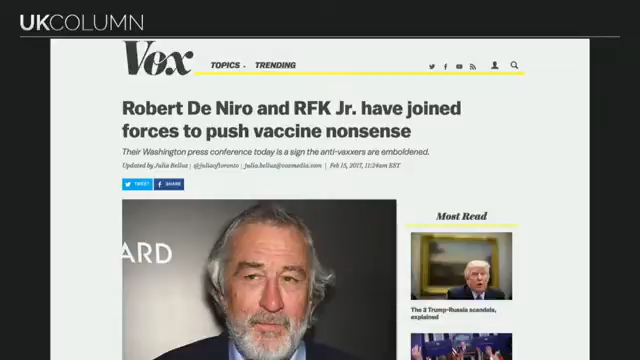 UKCOLUMN
Vox
TOPICS
TRENDING
Robert De Niro and RFK Jr. have joined
forces to push vaccine nonsense
Their Washington press conference today is a sign the anti-vaxxers are emboldened.
Updated by Julia Belluz | @juliaoftoronto | julia.belluz@voxmedia.com | Feb 15, 2017, 11:24am EST
TWEET
f SHARE
ARD
Most Read
The 3 Trump-Russia scandals,
explained